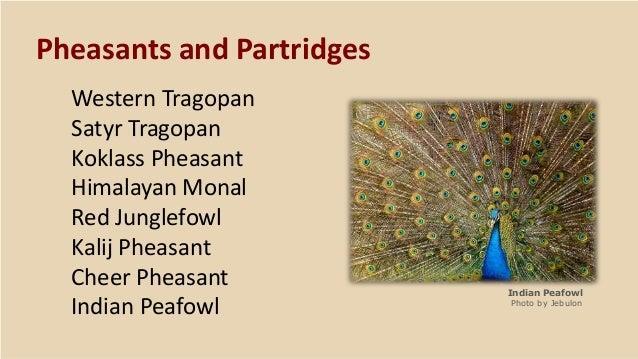 Pheasants and Partridges
Western Tragopan
Satyr Tragopan
Koklass Pheasant
Himalayan Monal
Red Junglefowl
Kalij Pheasant
Cheer Pheasant
Indian Peafowl
Indian Peafowl
Photo by Jebulon